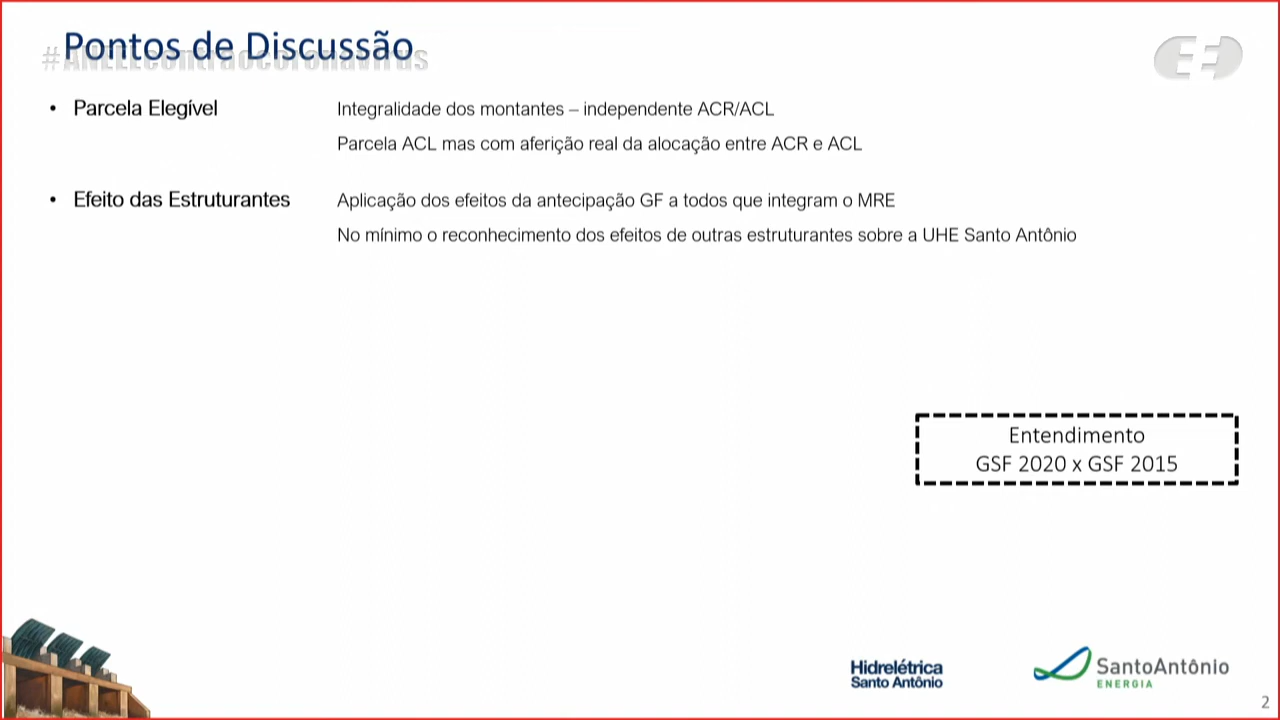 Pontos de Discussão
#ANEELcontraocoronavírus
• Parcela Elegível
Integralidade dos montantes – independente ACR/ACL
Parcela ACL mas com aferição real da alocação entre ACR e ACL
• Efeito das Estruturantes
Aplicação dos efeitos da antecipação GF a todos que integram o MRE
No mínimo o reconhecimento dos efeitos de outras estruturantes sobre a UHE Santo Antônio
Entendimento
GSF 2020 x GSF 2015
Hidrelétrica
Santo Antônio
SantoAntônio
ENERGIA
2